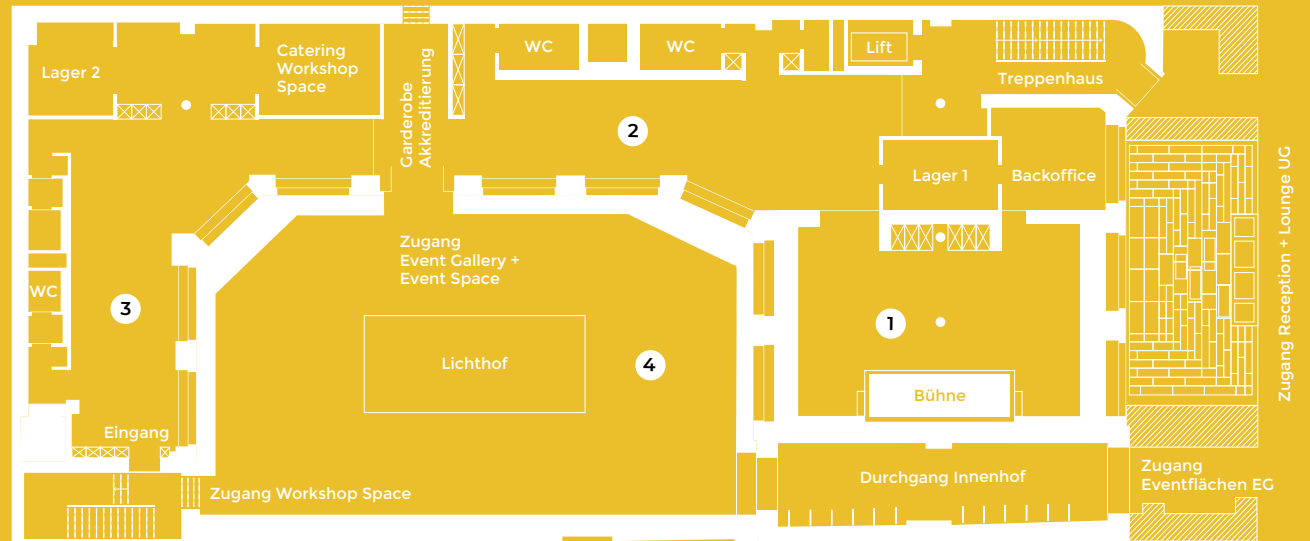 Lager 2
Catering
Workshop
Space
Garderobe
Akkreditierung
WC
WC
Lift
Treppenhaus
2
Lager 1
Backoffice
Zugang Reception + Lounge UG
Zugang
Event Gallery +
Event Space
WC
3
1
Lichthof
4
Bühne
Eingang
Zugang Workshop Space
Durchgang Innenhof
Zugang
Eventflächen EG